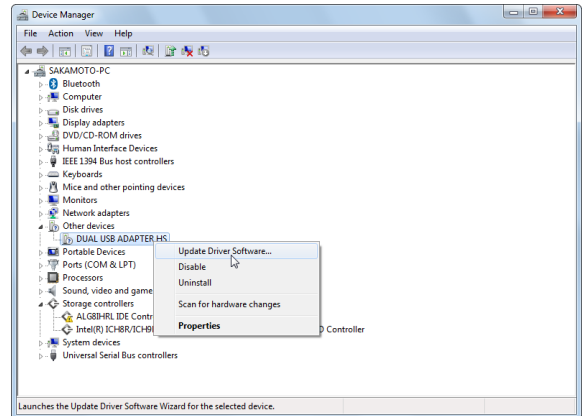 Device Manager
File Action View Help
SAKAMOTO-PC
Bluetooth
Computer
Disk drives
Display adapters
DVD/CD-ROM drives
Human Interface Devices
IEEE 1394 Bus host controllers
Keyboards
Mice and other pointing devices
Monitors
Network adapters
Other devices
DUAL USB ADAPTER HS
Update Driver Software...
Disable
Uninstall
Scan for hardware changes
Properties
Portable Devices
Ports (COM & LPT)
Processors
Sound, video and game
Storage controllers
ALG8IHRL IDE Contr
Intel(R) ICH8R/ICH9 Controller
System devices
Universal Serial Bus controllers
Launches the Update Driver Software Wizard for the selected device.